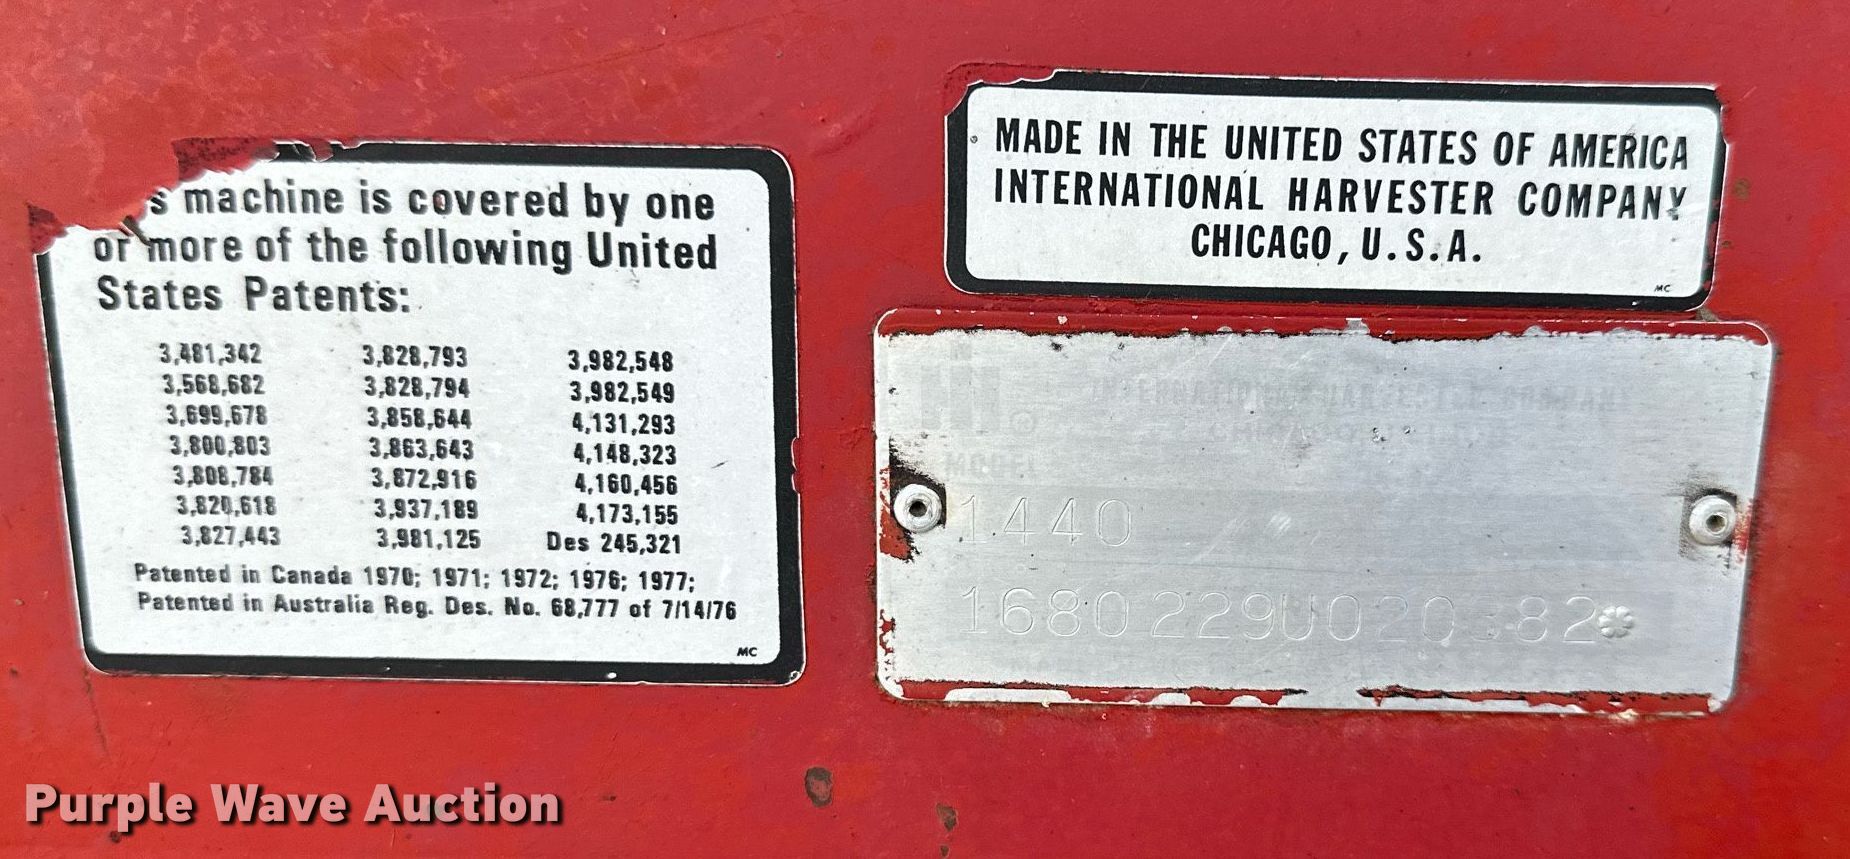 s machine is covered by one
or more of the following United
States Patents:
3,481,342 3,828,793 3,982,548
3,568,682 3,828,794 3,982,549
3,699,678 3,858,644 4,131,293
3,800,803 3,863,643 4,148,323
3,808,784 3,872,916 4,160,456
3,820,618 3,937,189 4,173,155
3,827,443 3,981,125 Des 245,321
Patented in Canada 1970; 1971; 1972; 1976; 1977;
Patented in Australia Reg. Des. No. 68,777 of 7/14/76
MC
MADE IN THE UNITED STATES OF AMERICA
INTERNATIONAL HARVESTER COMPANY
CHICAGO, U.S.A.
MC
MODEL
1440
1680229U020382
Purple Wave Auction